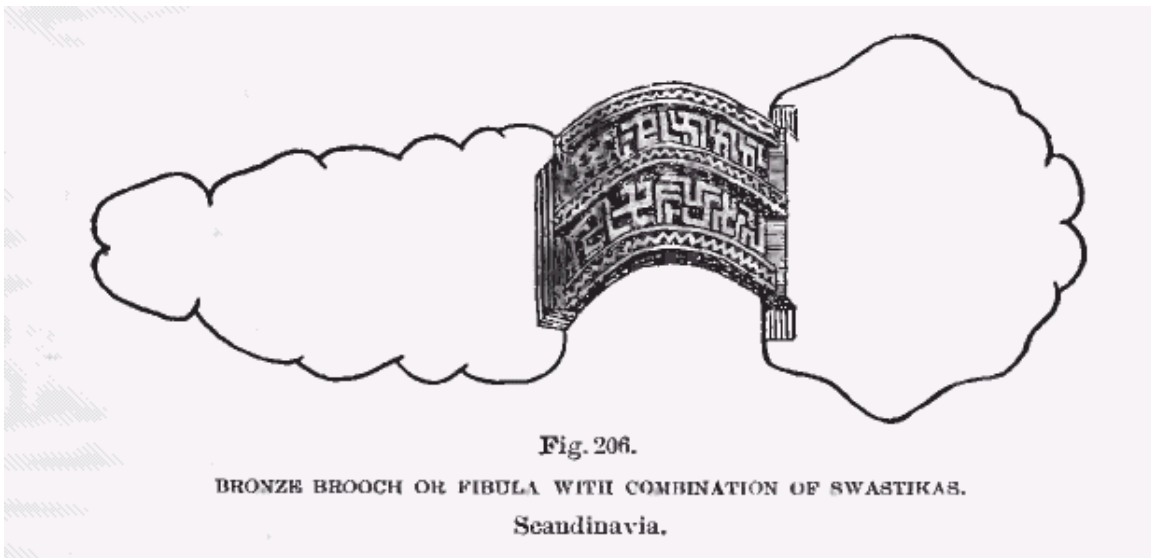 Fig. 206.
BRONZE BROOCH OR FIBULA WITH COMBINATION OF SWASTIKAS.
Scandinavia.